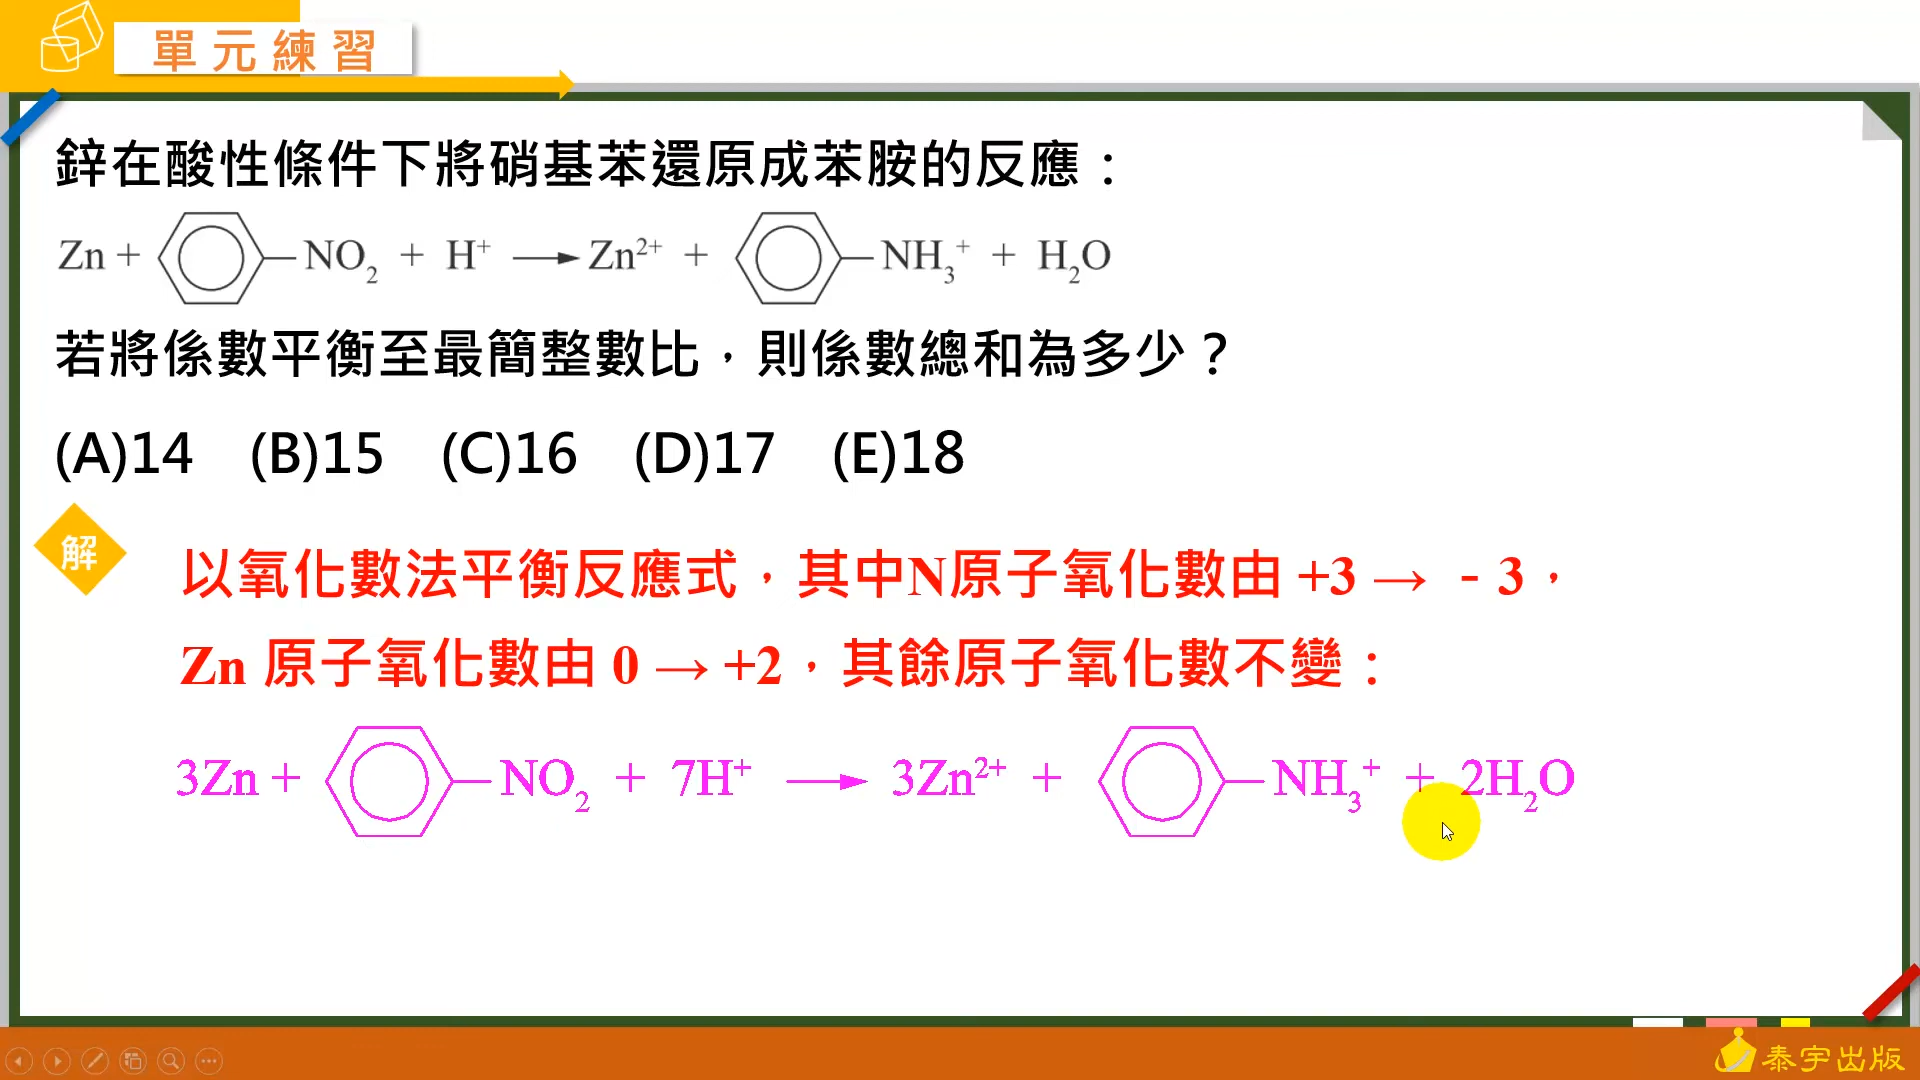 單元練習
鋅在酸性條件下將硝基苯還原成苯胺的反應：
Zn + NO₂ + H⁺ ⟶ Zn²⁺ + NH₃⁺ + H₂O
若將係數平衡至最簡整數比，則係數總和為多少？
(A)14 (B)15 (C)16 (D)17 (E)18
解
以氧化數法平衡反應式，其中N原子氧化數由 +3 → －3，
Zn 原子氧化數由 0 → +2，其餘原子氧化數不變：
3Zn + NO₂ + 7H⁺ ⟶ 3Zn²⁺ + NH₃⁺ + 2H₂O
泰宇出版